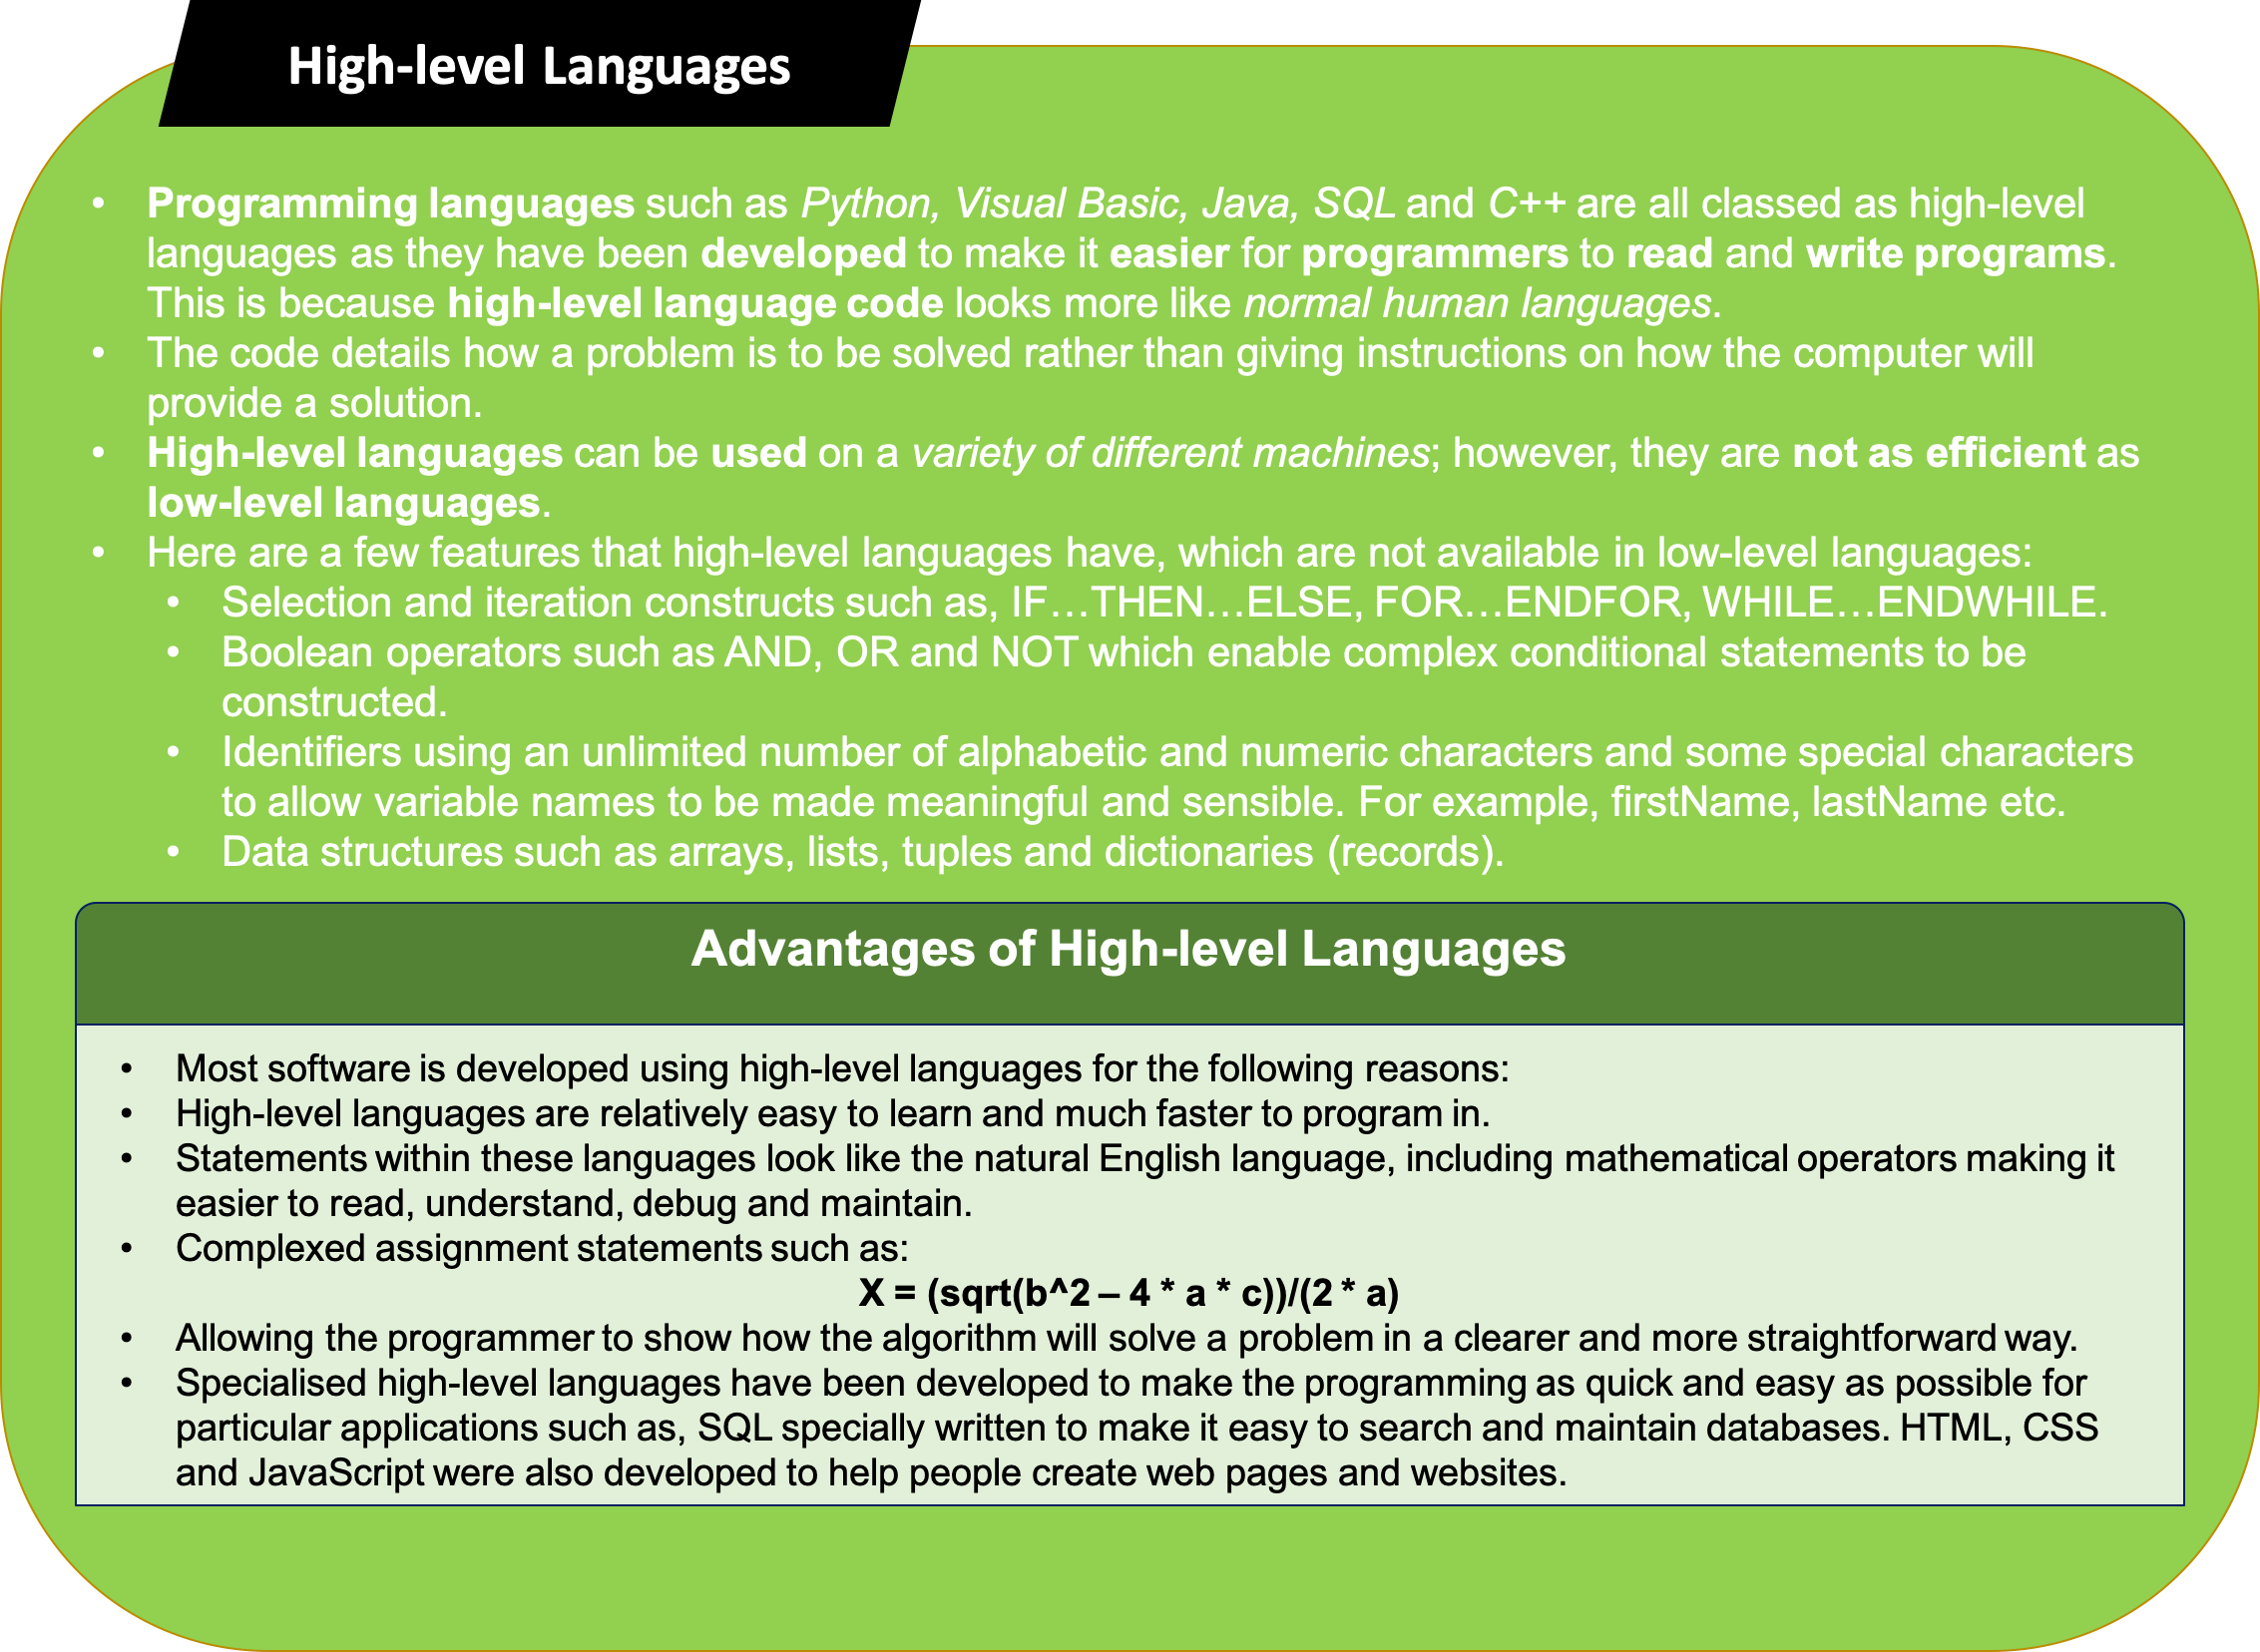 High-level Languages
• Programming languages such as Python, Visual Basic, Java, SQL and C++ are all classed as high-level
languages as they have been developed to make it easier for programmers to read and write programs.
This is because high-level language code looks more like normal human languages.
• The code details how a problem is to be solved rather than giving instructions on how the computer will
provide a solution.
• High-level languages can be used on a variety of different machines; however, they are not as efficient as
low-level languages.
• Here are a few features that high-level languages have, which are not available in low-level languages:
• Selection and iteration constructs such as, IF…THEN…ELSE, FOR…ENDFOR, WHILE…ENDWHILE.
• Boolean operators such as AND, OR and NOT which enable complex conditional statements to be
constructed.
• Identifiers using an unlimited number of alphabetic and numeric characters and some special characters
to allow variable names to be made meaningful and sensible. For example, firstName, lastName etc.
• Data structures such as arrays, lists, tuples and dictionaries (records).
Advantages of High-level Languages
• Most software is developed using high-level languages for the following reasons:
• High-level languages are relatively easy to learn and much faster to program in.
• Statements within these languages look like the natural English language, including mathematical operators making it
easier to read, understand, debug and maintain.
• Complexed assignment statements such as:
X = (sqrt(b^2 – 4 * a * c))/(2 * a)
• Allowing the programmer to show how the algorithm will solve a problem in a clearer and more straightforward way.
• Specialised high-level languages have been developed to make the programming as quick and easy as possible for
particular applications such as, SQL specially written to make it easy to search and maintain databases. HTML, CSS
and JavaScript were also developed to help people create web pages and websites.